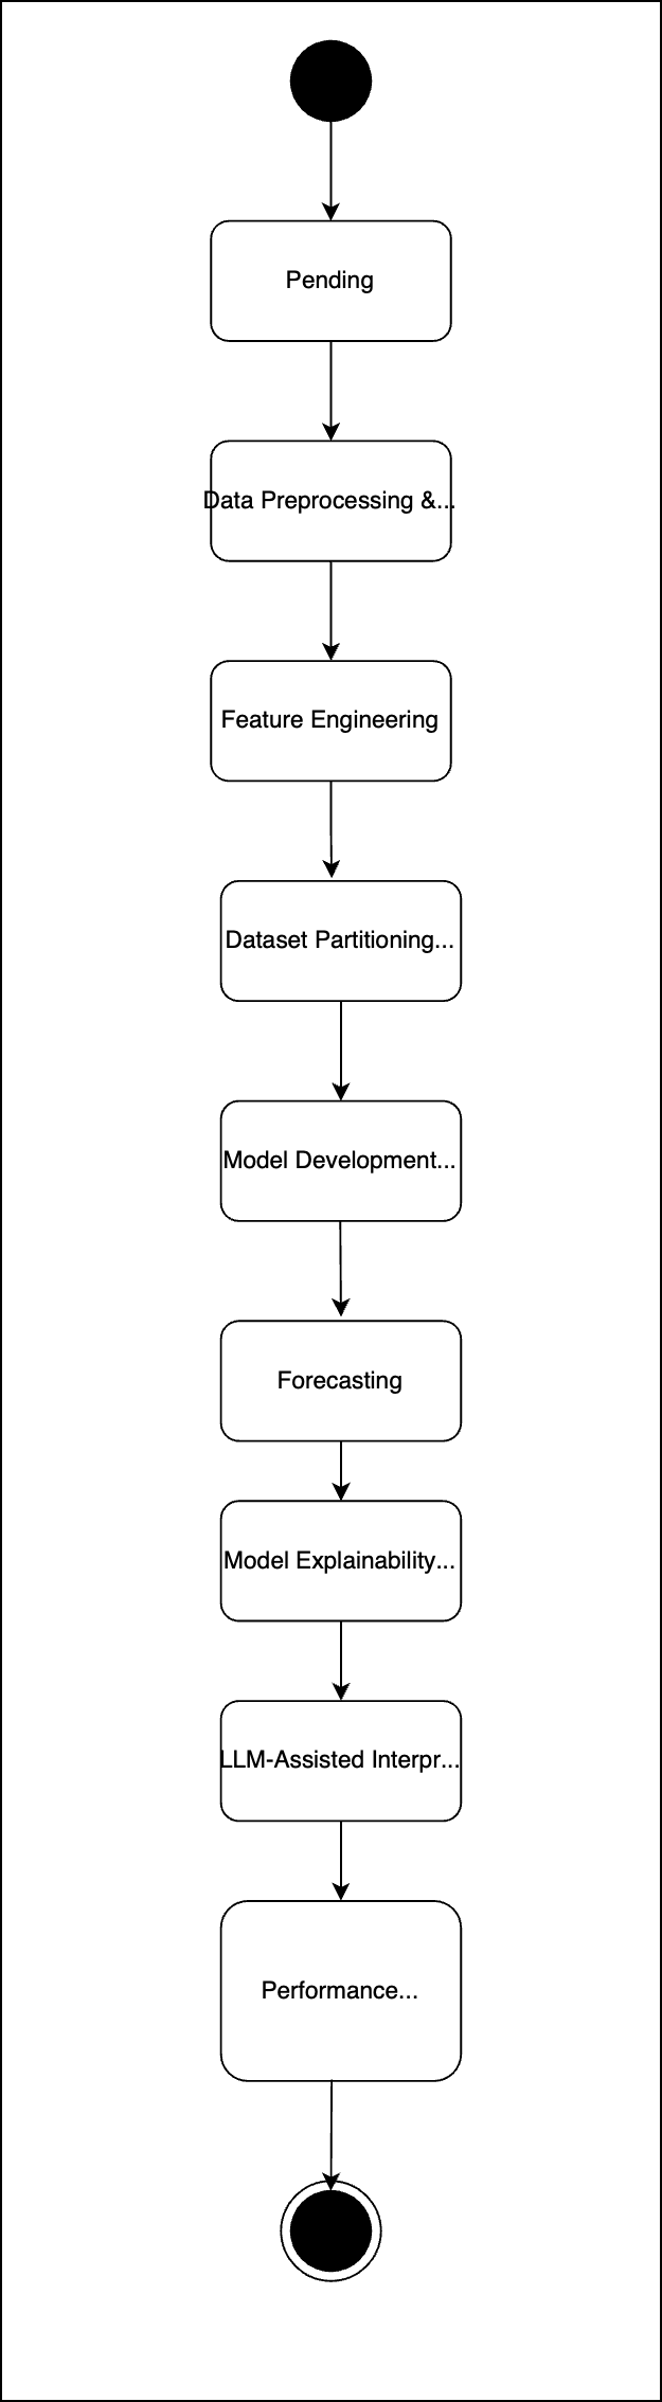 Pending
Data Preprocessing &...
Feature Engineering
Dataset Partitioning...
Model Development...
Forecasting
Model Explainability...
LLM-Assisted Interpr...
Performance...